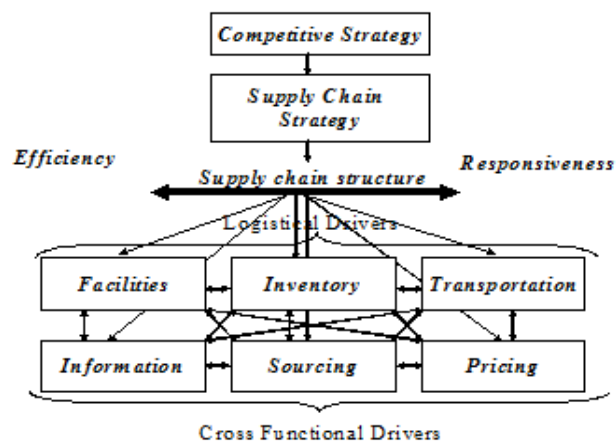 Competitive Strategy
Supply Chain
Strategy
Efficiency
Responsiveness
Supply chain structure
Logistical Drivers
Facilities
Inventory
Transportation
Information
Sourcing
Pricing
Cross Functional Drivers